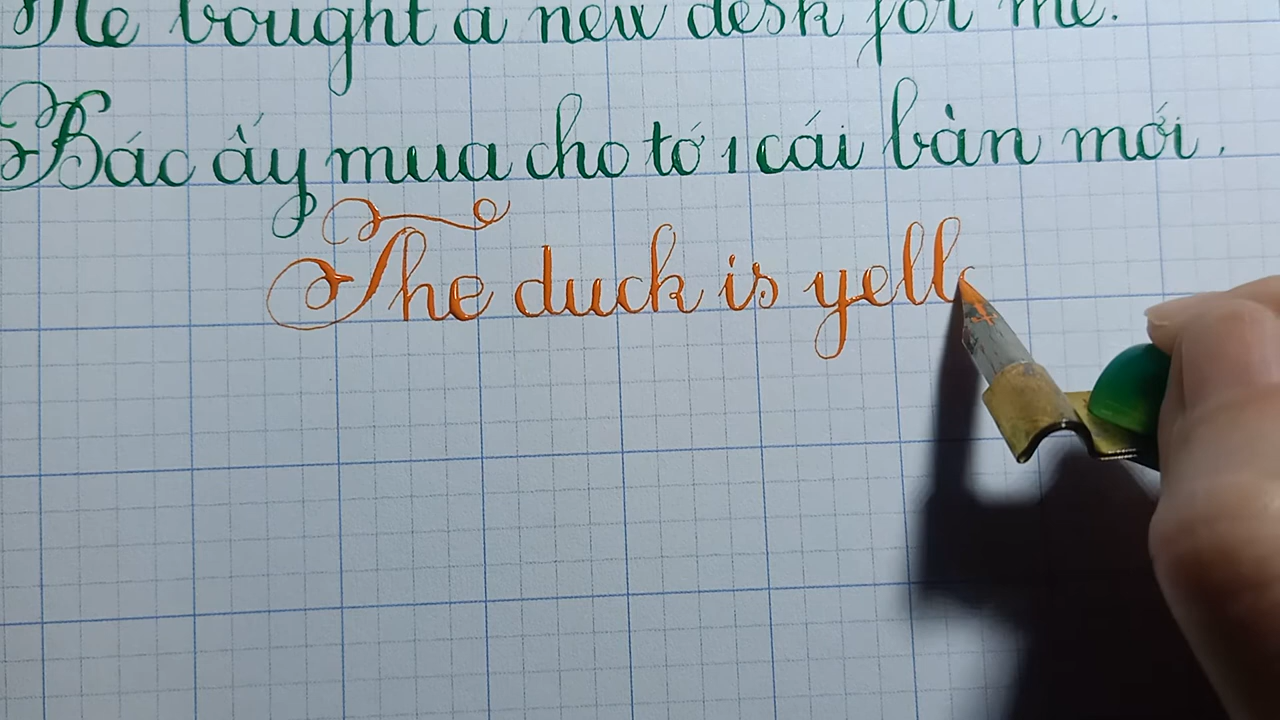 He bought a new desk for me.
Bác ấy mua cho tớ 1 cái bàn mới.
The duck is yell